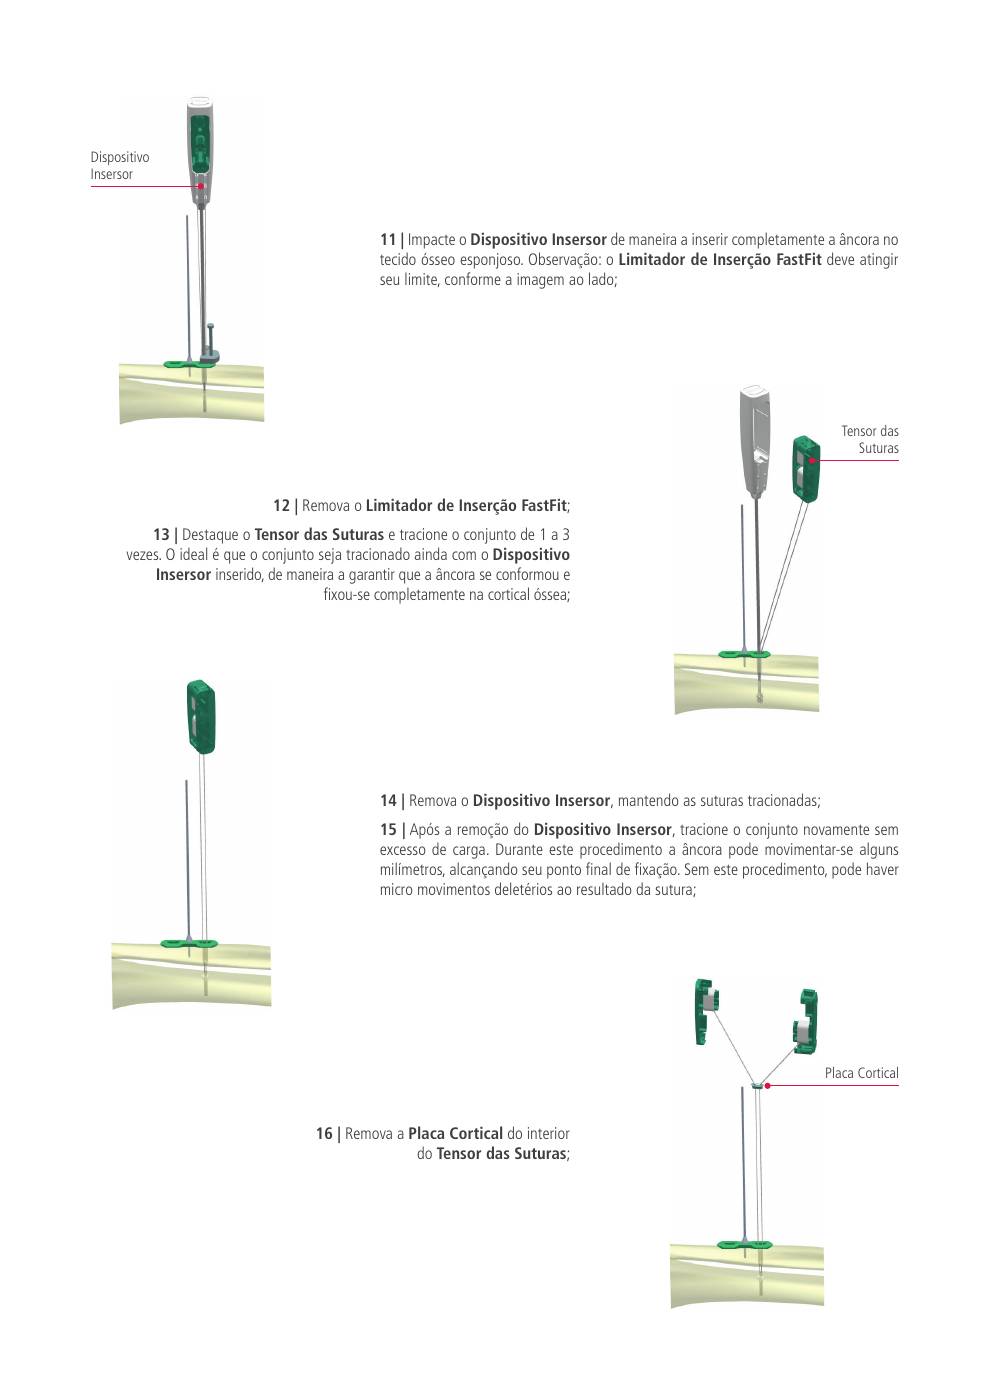 Dispositivo
Insersor
11 | Impacte o Dispositivo Insersor de maneira a inserir completamente a âncora no
tecido ósseo esponjoso. Observação: o Limitador de Inserção FastFit deve atingir
seu limite, conforme a imagem ao lado;
Tensor das
Suturas
12 | Remova o Limitador de Inserção FastFit;
13 | Destaque o Tensor das Suturas e tracione o conjunto de 1 a 3
vezes. O ideal é que o conjunto seja tracionado ainda com o Dispositivo
Insersor inserido, de maneira a garantir que a âncora se conformou e
fixou-se completamente na cortical óssea;
14 | Remova o Dispositivo Insersor, mantendo as suturas tracionadas;
15 | Após a remoção do Dispositivo Insersor, tracione o conjunto novamente sem
excesso de carga. Durante este procedimento a âncora pode movimentar-se alguns
milímetros, alcançando seu ponto final de fixação. Sem este procedimento, pode haver
micro movimentos deletérios ao resultado da sutura;
Placa Cortical
16 | Remova a Placa Cortical do interior
do Tensor das Suturas;